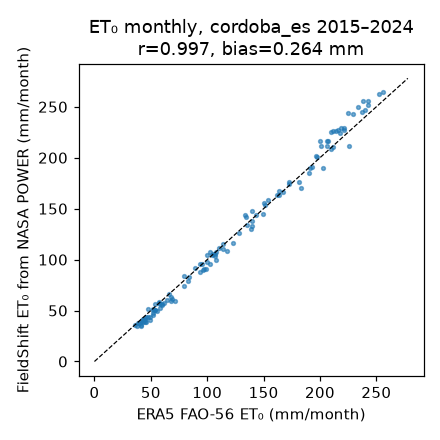 ET₀ monthly, cordoba_es 2015–2024
r=0.997, bias=0.264 mm
FieldShift ET₀ from NASA POWER (mm/month)
250
200
150
100
50
0
0 50 100 150 200 250
ERA5 FAO-56 ET₀ (mm/month)